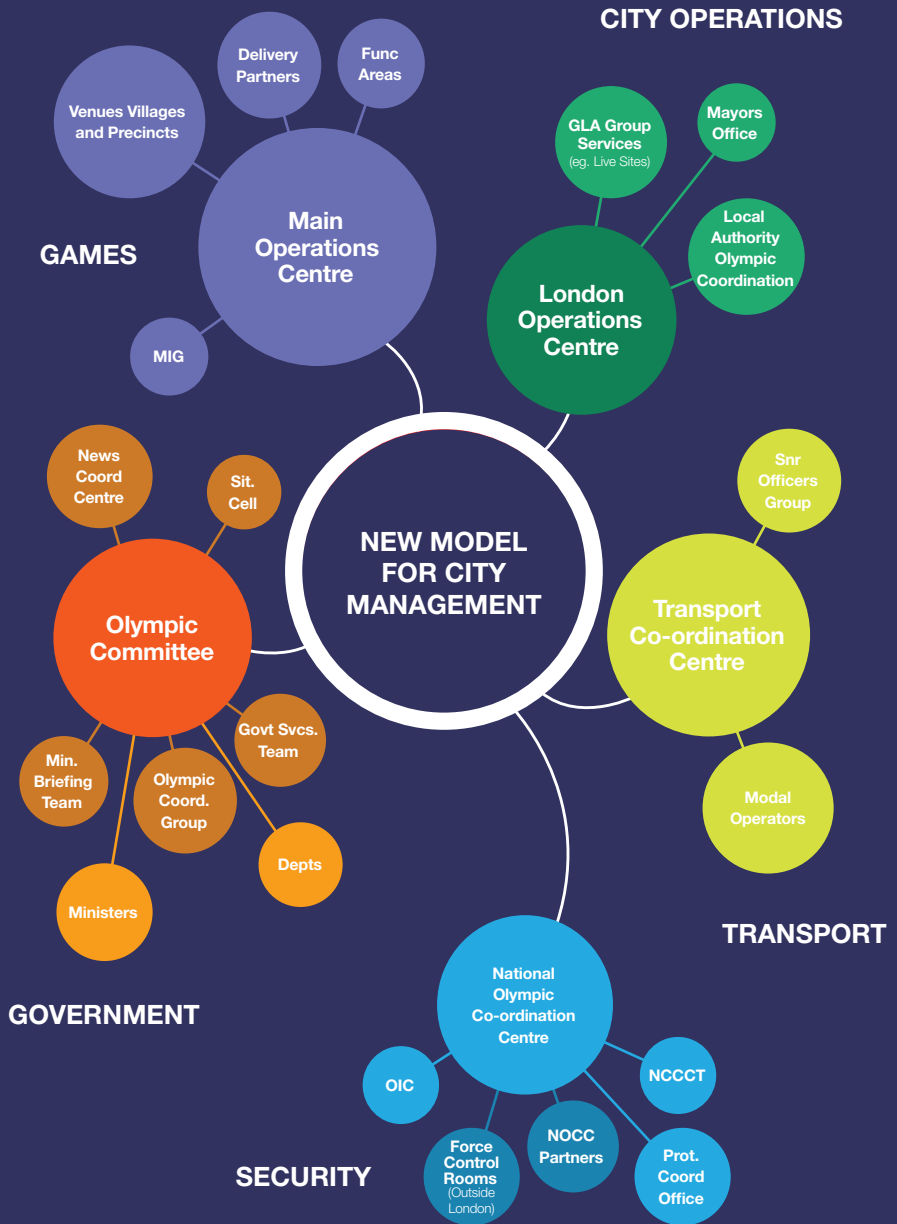 CITY OPERATIONS
Delivery
Partners
Func
Areas
Venues Villages
and Precincts
Main
Operations
Centre
GAMES
MIG
GLA Group
Services
(eg. Live Sites)
Mayors
Office
Local
Authority
Olympic
Coordination
London
Operations
Centre
News
Coord
Centre
Sit.
Cell
Olympic
Committee
Govt Svcs.
Team
Min.
Briefing
Team
Olympic
Coord.
Group
Depts
Ministers
GOVERNMENT
NEW MODEL
FOR CITY
MANAGEMENT
Snr
Officers
Group
Transport
Co-ordination
Centre
Modal
Operators
TRANSPORT
National
Olympic
Co-ordination
Centre
OIC
NCCCT
Force
Control
Rooms
(Outside
London)
NOCC
Partners
Prot.
Coord
Office
SECURITY